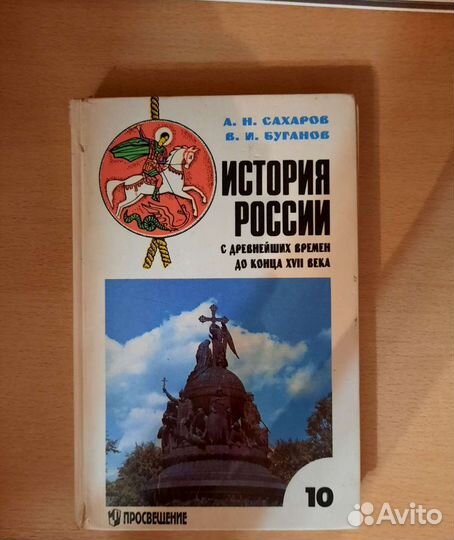 А. Н. САХАРОВ
В. И. БУГАНОВ
ИСТОРИЯ
РОССИИ
С ДРЕВНЕЙШИХ ВРЕМЕН
ДО КОНЦА XVII ВЕКА
10
ПРОСВЕЩЕНИЕ
Avito